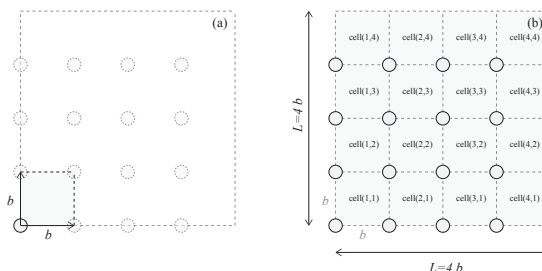 (a)
b
b
(b)
cell(1,4) cell(2,4) cell(3,4) cell(4,4)
cell(1,3) cell(2,3) cell(3,3) cell(4,3)
cell(1,2) cell(2,2) cell(3,2) cell(4,2)
cell(1,1) cell(2,1) cell(3,1) cell(4,1)
L=4 b
b
b
L=4 b